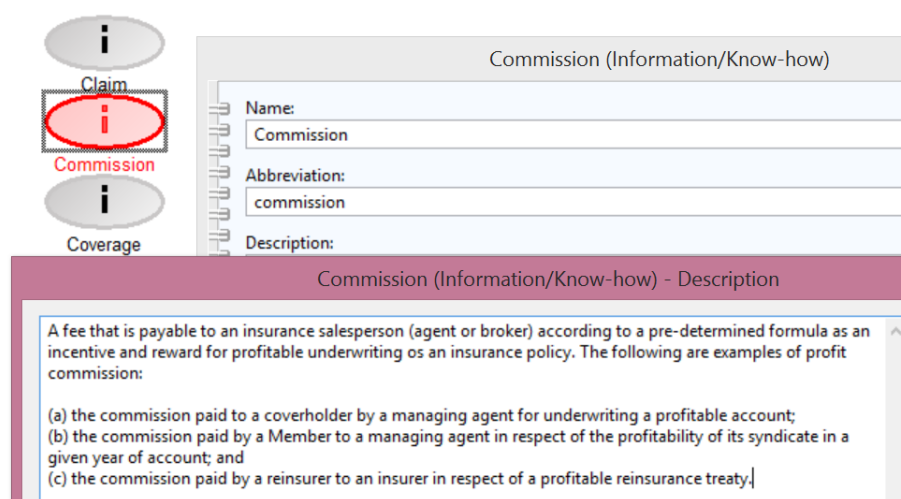 i
Claim
i
Commission
i
Coverage
Commission (Information/Know-how)
Name:
Commission
Abbreviation:
commission
Description:
Commission (Information/Know-how) - Description
A fee that is payable to an insurance salesperson (agent or broker) according to a pre-determined formula as an
incentive and reward for profitable underwriting os an insurance policy. The following are examples of profit
commission:
(a) the commission paid to a coverholder by a managing agent for underwriting a profitable account;
(b) the commission paid by a Member to a managing agent in respect of the profitability of its syndicate in a
given year of account; and
(c) the commission paid by a reinsurer to an insurer in respect of a profitable reinsurance treaty.